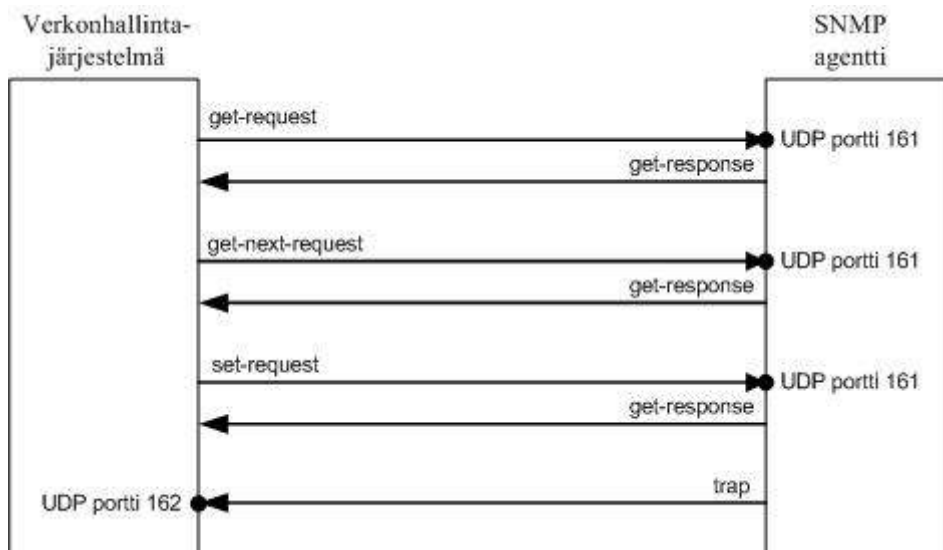 Verkonhallinta-
järjestelmä
SNMP
agentti
get-request
UDP portti 161
get-response
get-next-request
UDP portti 161
get-response
set-request
UDP portti 161
get-response
trap
UDP portti 162